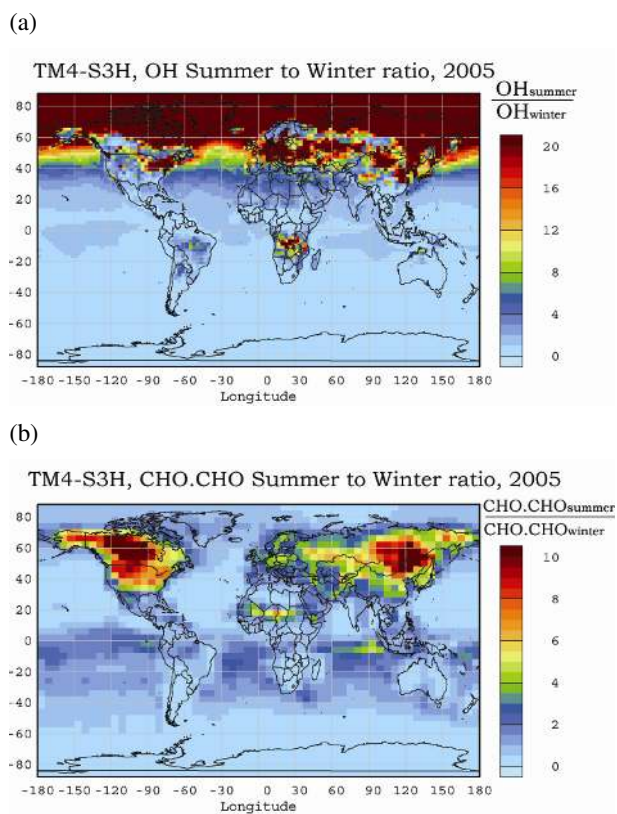 (a)
TM4-S3H, OH Summer to Winter ratio, 2005
OHsummer
OHwinter
80
60
40
20
0
-20
-40
-60
-80
-180 -150 -120 -90 -60 -30 0 30 60 90 120 150 180
Longitude
20
16
12
8
4
0
(b)
TM4-S3H, CHO.CHO Summer to Winter ratio, 2005
CHO.CHOsummer
CHO.CHOwinter
80
60
40
20
0
-20
-40
-60
-80
-180 -150 -120 -90 -60 -30 0 30 60 90 120 150 180
Longitude
10
8
6
4
2
0